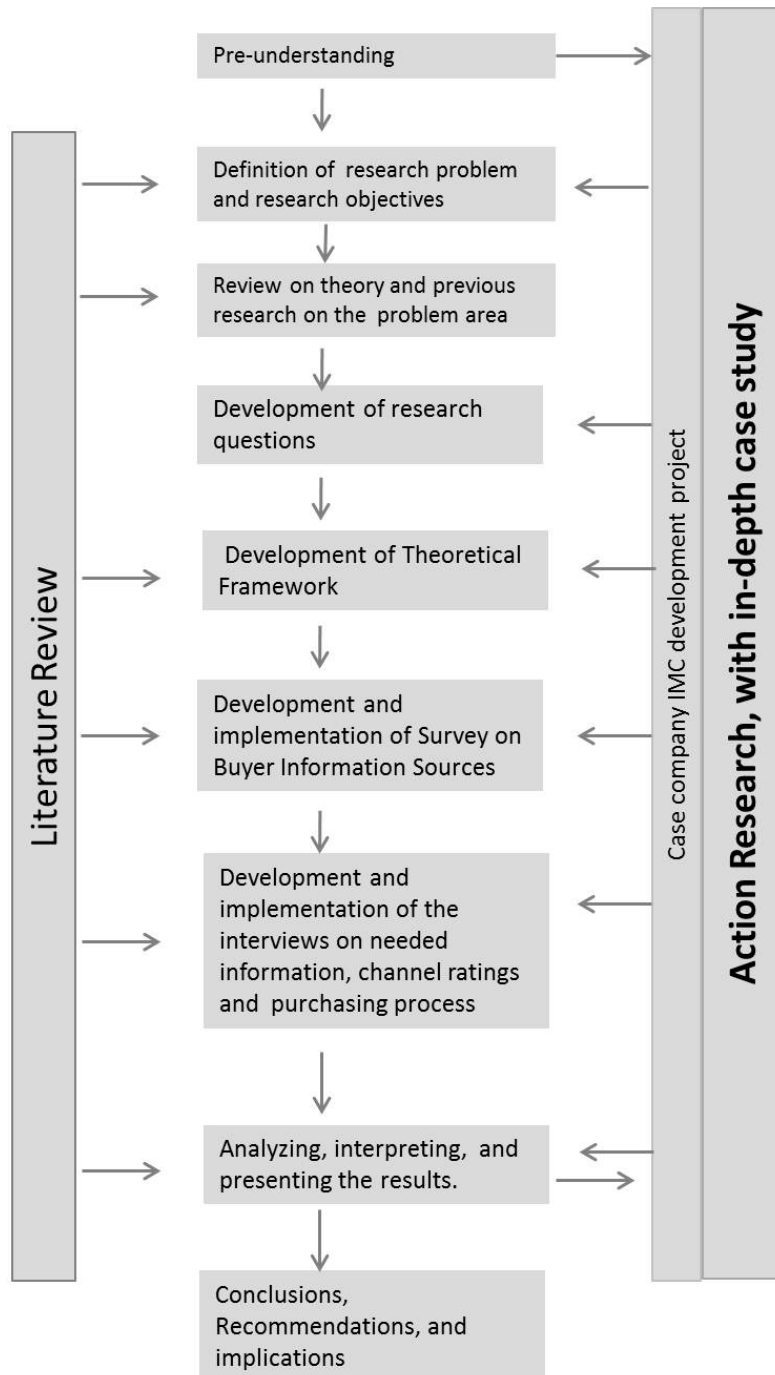 Pre-understanding
Definition of research problem
and research objectives
Review on theory and previous
research on the problem area
Development of research
questions
Development of Theoretical
Framework
Development and
implementation of Survey on
Buyer Information Sources
Development and
implementation of the
interviews on needed
information, channel ratings
and purchasing process
Analyzing, interpreting, and
presenting the results.
Conclusions,
Recommendations, and
implications
Literature Review
Case company IMC development project
Action Research, with in-depth case study